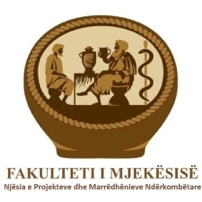 FAKULTETI I MJEKËSISË
Njësia e Projekteve dhe Marrëdhënieve Ndërkombëtare